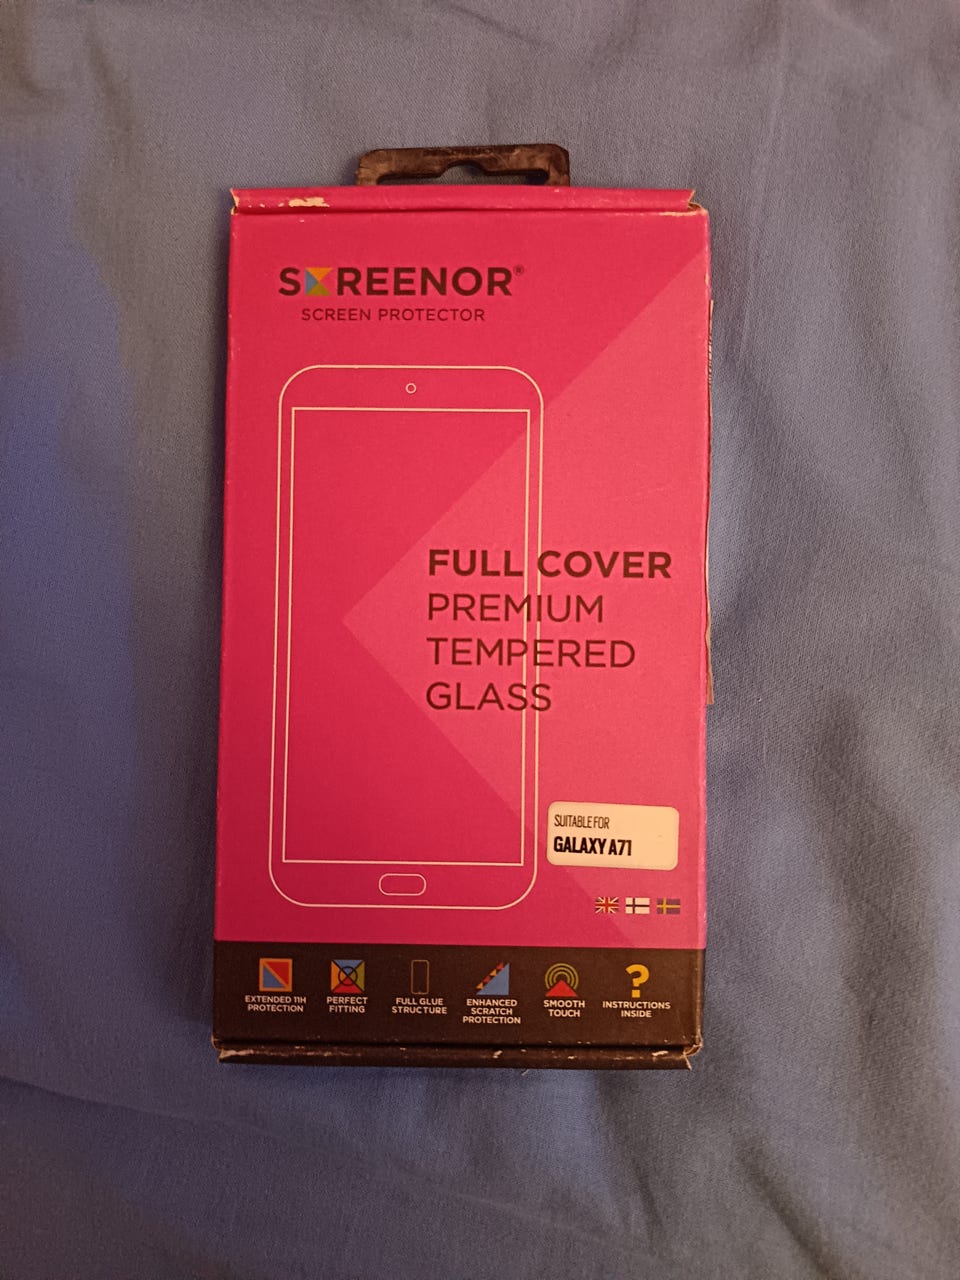 SCREENOR®
SCREEN PROTECTOR
FULL COVER
PREMIUM
TEMPERED
GLASS
SUITABLE FOR
GALAXY A71
EXTENDED 11H
PROTECTION
PERFECT
FITTING
FULL GLUE
STRUCTURE
ENHANCED
SCRATCH
PROTECTION
SMOOTH
TOUCH
?
INSTRUCTIONS
INSIDE